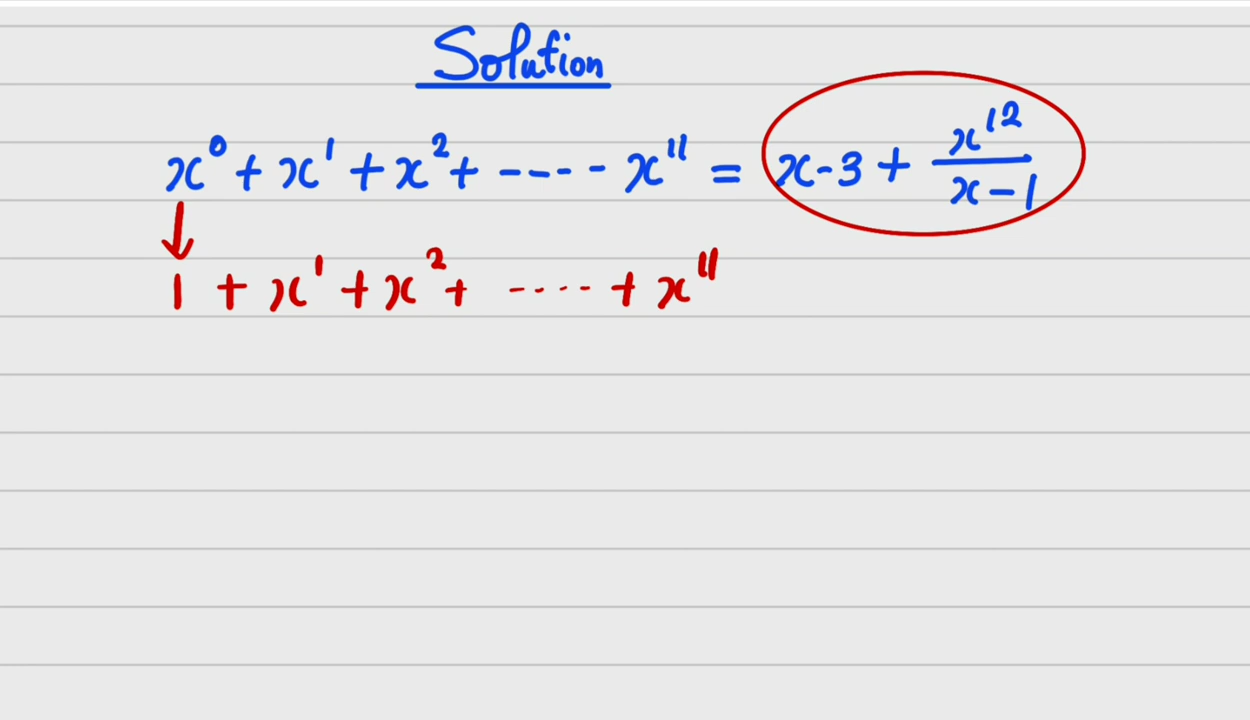 Solution
x⁰ + x¹ + x² + ----- x¹¹ = x - 3 + x¹²/(x - 1)
1 + x¹ + x² + ..... + x¹¹